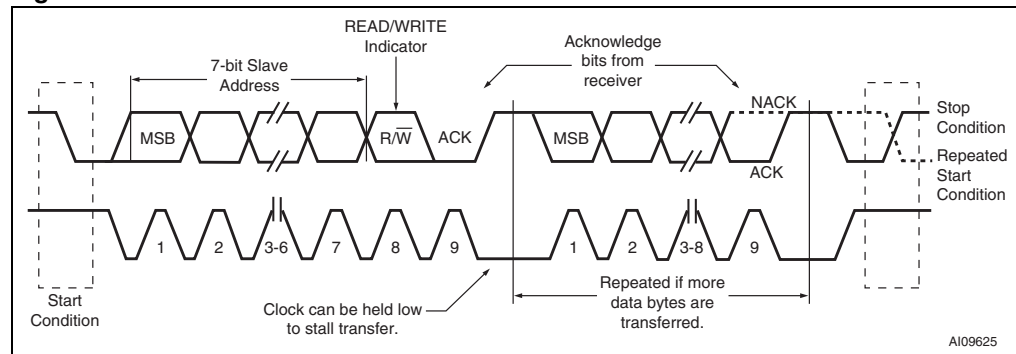 READ/WRITE
Indicator
Acknowledge
bits from
receiver
7-bit Slave
Address
NACK
Stop
Condition
MSB
R/W
ACK
MSB
ACK
Repeated
Start
Condition
1
2
3-6
7
8
9
1
2
3-8
9
Start
Condition
Clock can be held low
to stall transfer.
Repeated if more
data bytes are
transferred.
AI09625